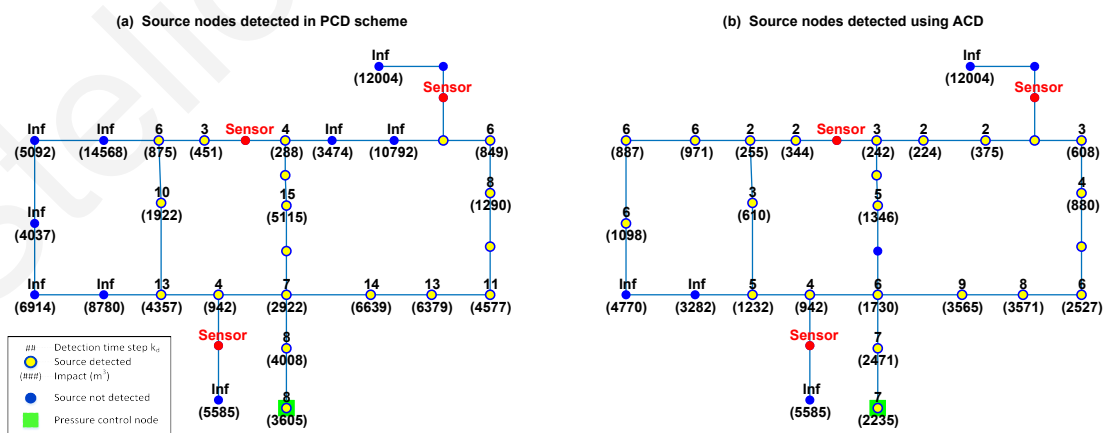 (a) Source nodes detected in PCD scheme
Inf
(12004)
Sensor
Inf Inf 6 3 Sensor 4 Inf Inf 6
(5092) (14568) (875) (451) (288) (3474) (10792) (849)
10 15 8
(1922) (5115) (1290)
Inf
(4037)
Inf Inf 13 4 7 14 13 11
(6914) (8780) (4357) (942) (2922) (6639) (6379) (4577)
Sensor 8
(4008)
Inf 8
(5585) (3605)
## Detection time step kd
Source detected
(###) Impact (m³)
Source not detected
Pressure control node
(b) Source nodes detected using ACD
Inf
(12004)
Sensor
6 6 2 2 Sensor 3 2 2 3
(887) (971) (255) (344) (242) (224) (375) (608)
3 5 4
(610) (1346) (880)
6
(1098)
Inf Inf 5 4 6 9 8 6
(4770) (3282) (1232) (942) (1730) (3565) (3571) (2527)
Sensor 7
(2471)
Inf 7
(5585) (2235)